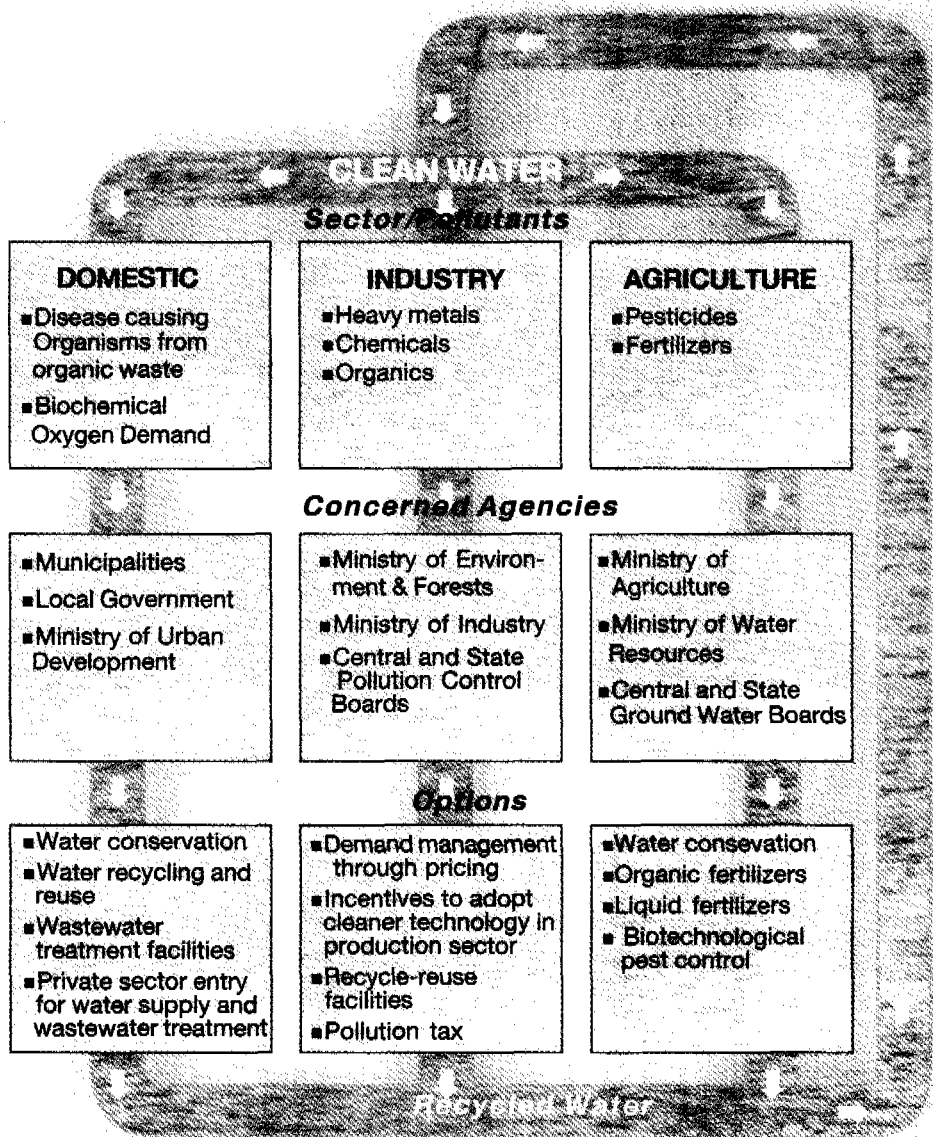 CLEAN WATER
Sector/Pollutants
DOMESTIC
■Disease causing
Organisms from
organic waste
■Biochemical
Oxygen Demand
INDUSTRY
■Heavy metals
■Chemicals
■Organics
AGRICULTURE
■Pesticides
■Fertilizers
Concerned Agencies
■Municipalities
■Local Government
■Ministry of Urban
Development
■Ministry of Environ-
ment & Forests
■Ministry of Industry
■Central and State
Pollution Control
Boards
■Ministry of
Agriculture
■Ministry of Water
Resources
■Central and State
Ground Water Boards
Options
■Water conservation
■Water recycling and
reuse
■Wastewater
treatment facilities
■Private sector entry
for water supply and
wastewater treatment
■Demand management
through pricing
■Incentives to adopt
cleaner technology in
production sector
■Recycle-reuse
facilities
■Pollution tax
■Water consevation
■Organic fertilizers
■Liquid fertilizers
■ Biotechnological
pest control
Recycled Water